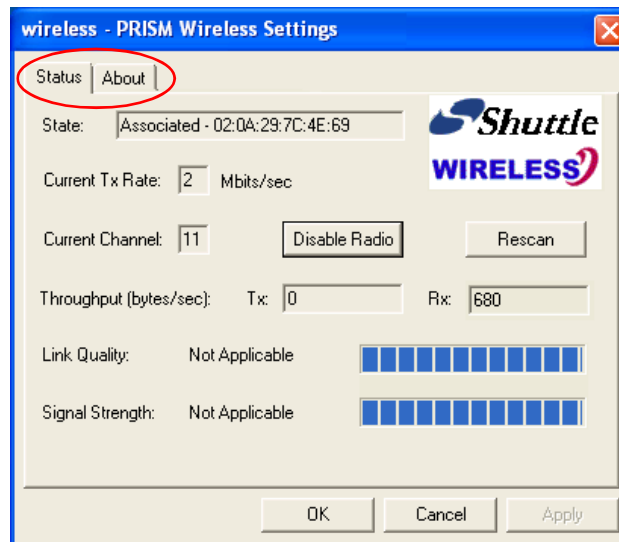 wireless - PRISM Wireless Settings
Status About
State: Associated - 02:0A:29:7C:4E:69
Shuttle
WIRELESS
Current Tx Rate: 2 Mbits/sec
Current Channel: 11 Disable Radio Rescan
Throughput (bytes/sec): Tx: 0 Rx: 680
Link Quality: Not Applicable
Signal Strength: Not Applicable
OK Cancel Apply